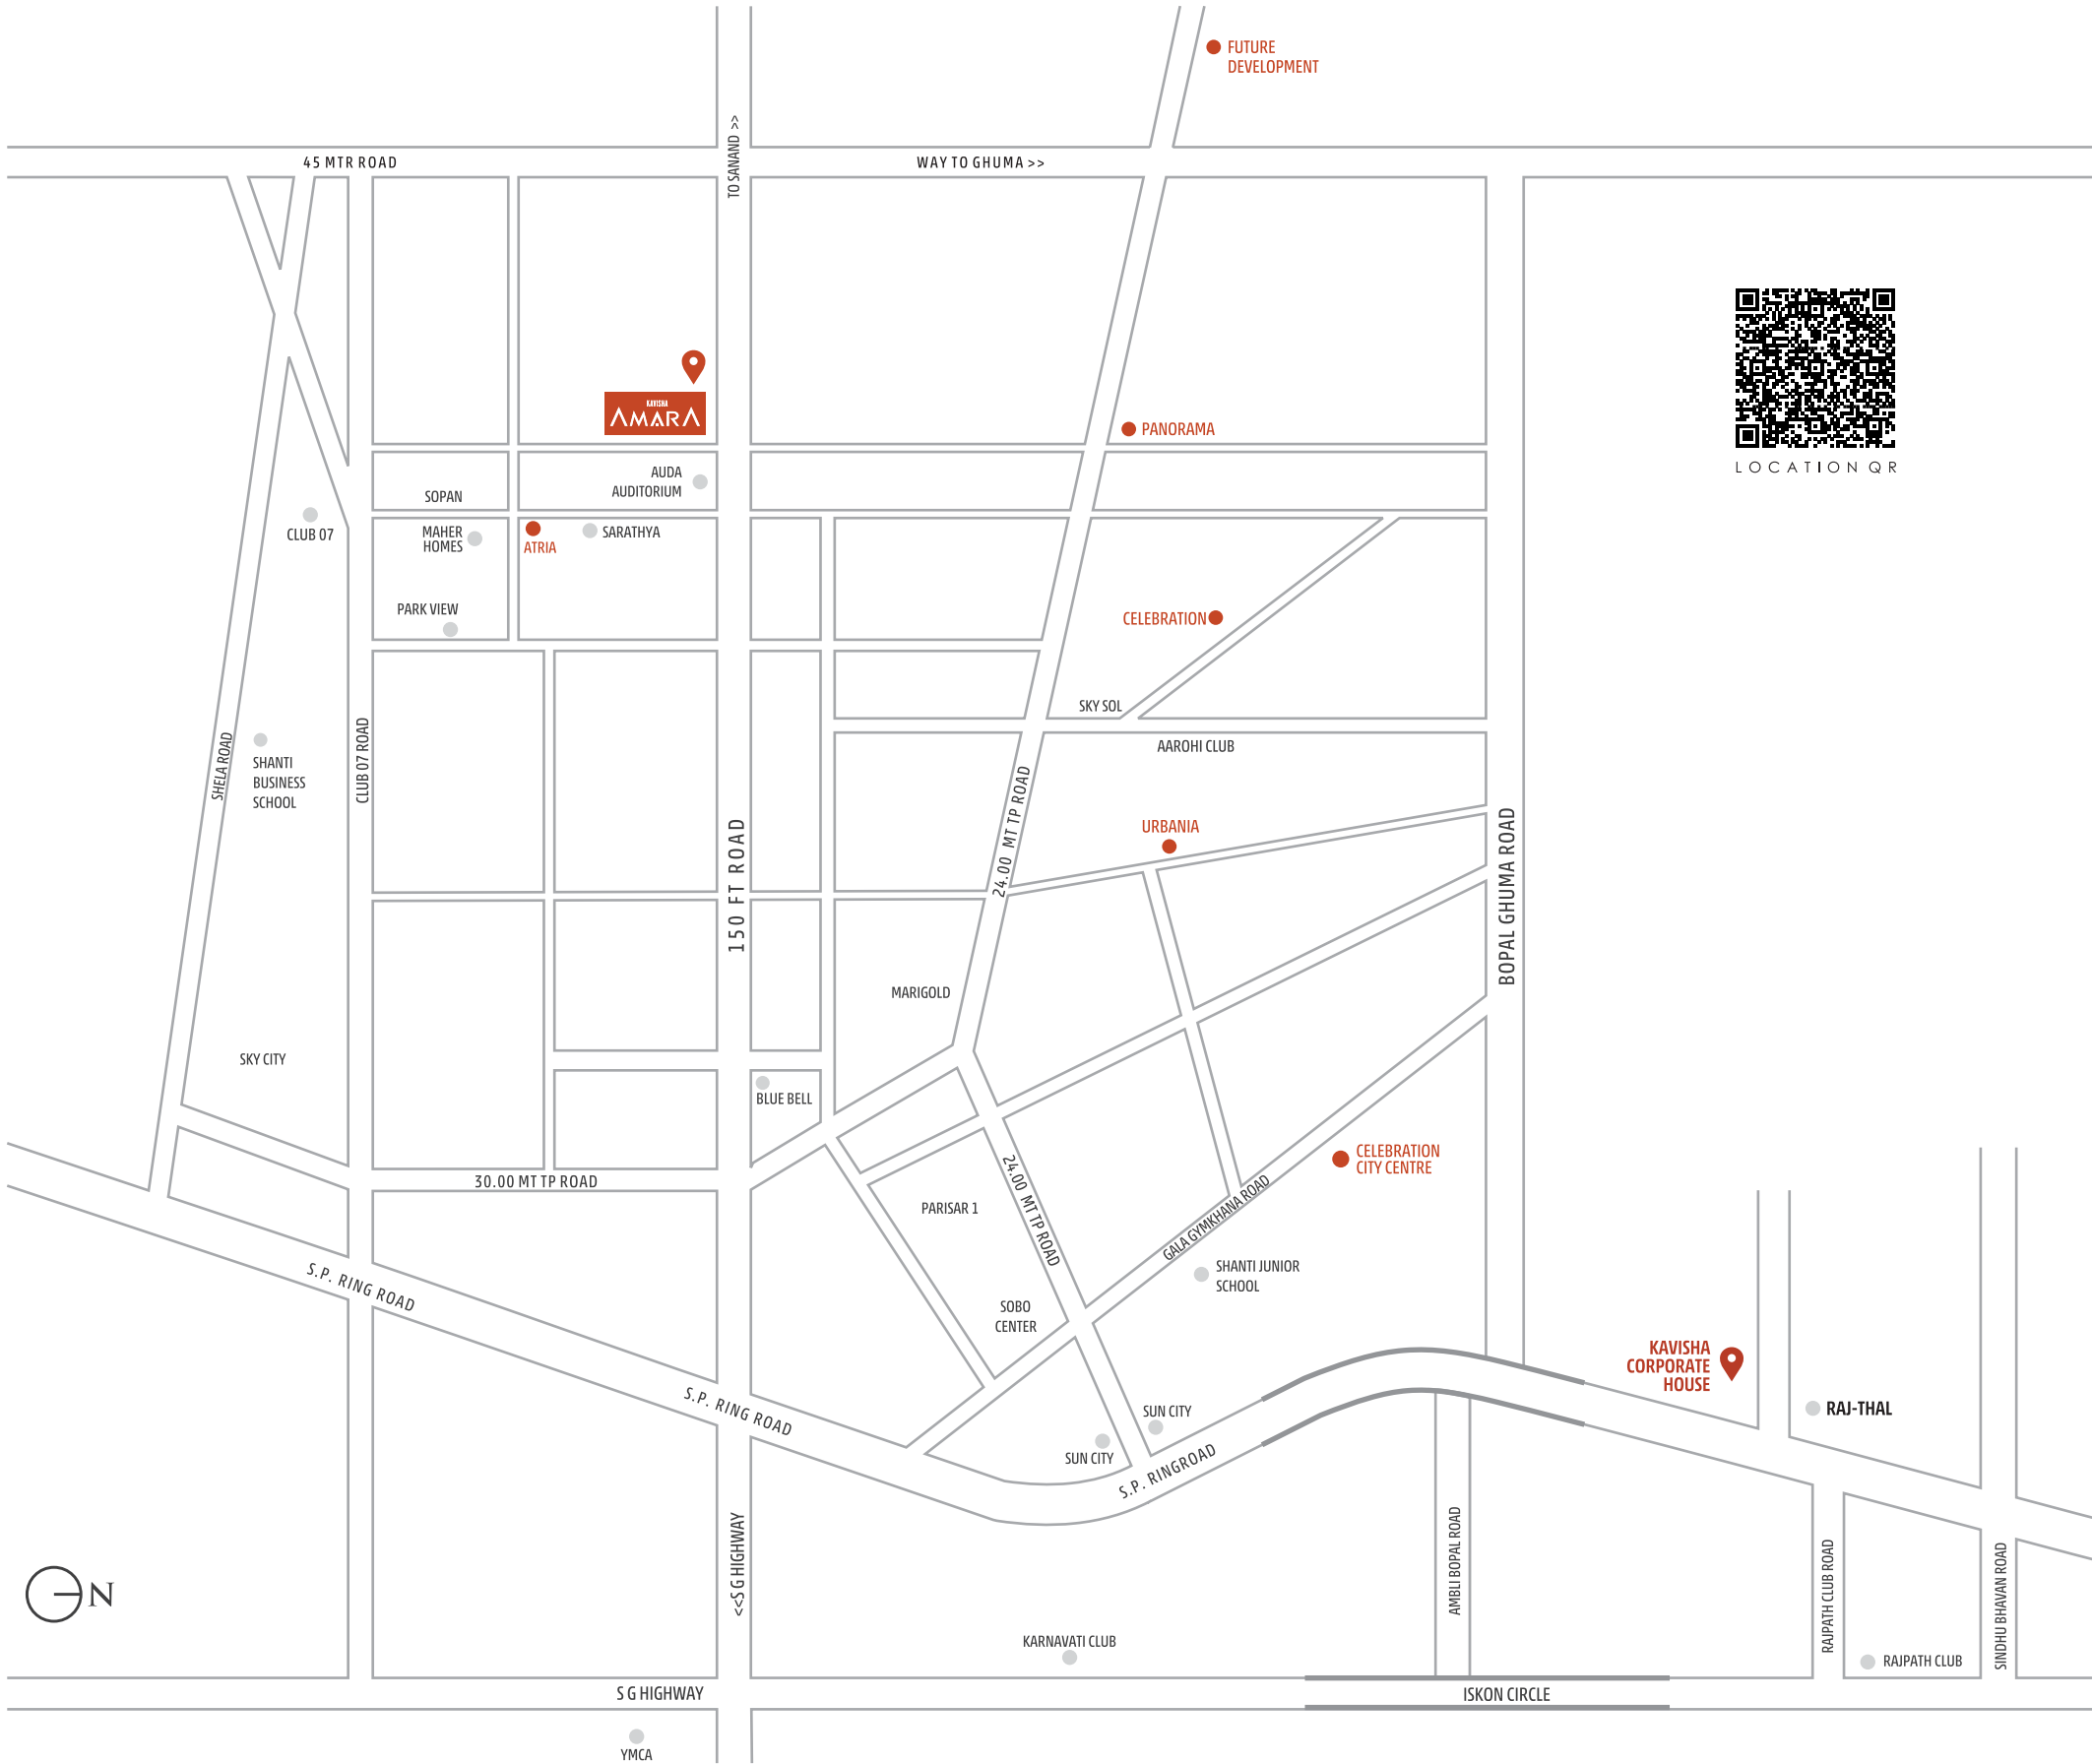 FUTURE
DEVELOPMENT
TO SANAND >>
45 MTR ROAD
WAY TO GHUMA >>
KAVISHA
AMARA
PANORAMA
LOCATION QR
AUDA
AUDITORIUM
SOPAN
CLUB 07
MAHER
HOMES
ATRIA
SARATHYA
PARK VIEW
CELEBRATION
SKY SOL
AAROHI CLUB
SHELA ROAD
SHANTI
BUSINESS
SCHOOL
CLUB 07 ROAD
150 FT ROAD
24.00 MT TP ROAD
URBANIA
BOPAL GHUMA ROAD
MARIGOLD
SKY CITY
BLUE BELL
30.00 MT TP ROAD
PARISAR 1
24.00 MT TP ROAD
GALA GYMKHANA ROAD
CELEBRATION
CITY CENTRE
SHANTI JUNIOR
SCHOOL
S.P. RING ROAD
SOBO
CENTER
KAVISHA
CORPORATE
HOUSE
RAJ-THAL
S.P. RING ROAD
SUN CITY
SUN CITY
S.P. RINGROAD
<<S G HIGHWAY
AMBLI BOPAL ROAD
RAJPATH CLUB ROAD
SINDHU BHAVAN ROAD
N
KARNAVATI CLUB
RAJPATH CLUB
S G HIGHWAY
ISKON CIRCLE
YMCA